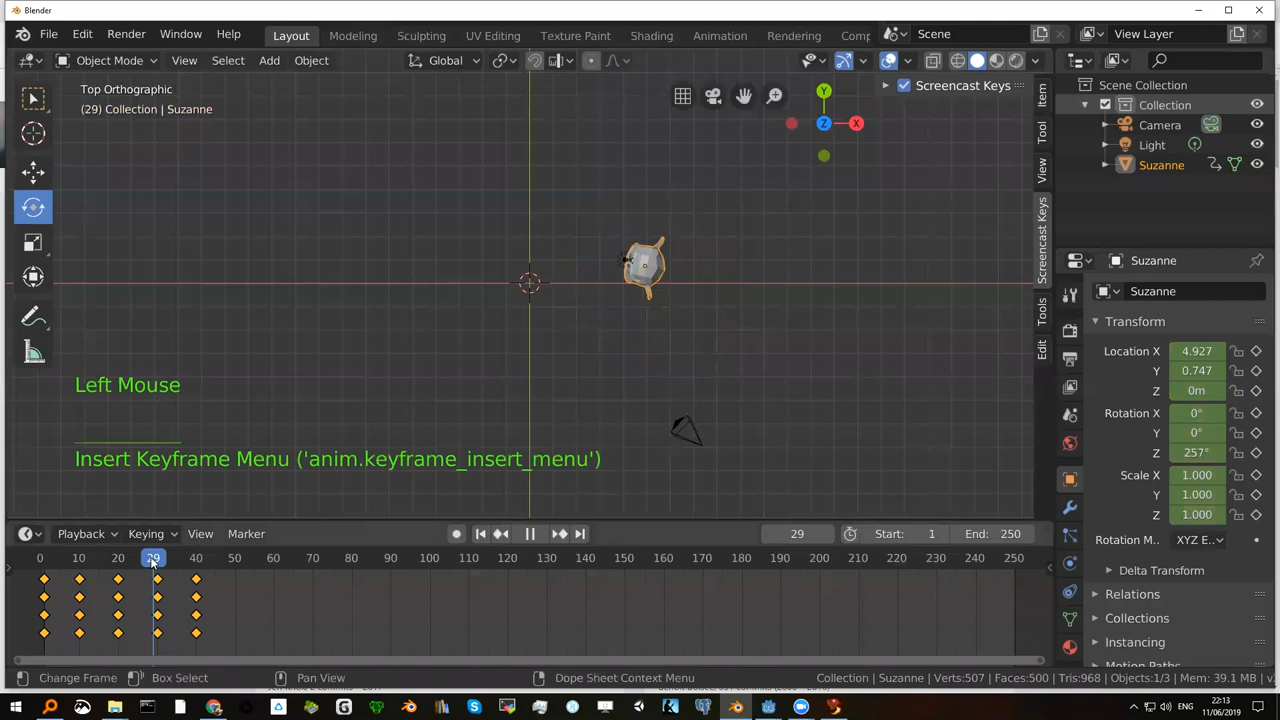 Blender
File Edit Render Window Help Layout Modeling Sculpting UV Editing Texture Paint Shading Animation Rendering Comp Scene View Layer
Object Mode View Select Add Object Global
Top Orthographic
(29) Collection | Suzanne
Screencast Keys
Y
Z
X
Item
Tool
View
Screencast Keys
Tools
Edit
Left Mouse
Insert Keyframe Menu ('anim.keyframe_insert_menu')
Scene Collection
Collection
Camera
Light
Suzanne
Suzanne
Suzanne
Transform
Location X 4.927
Y 0.747
Z 0m
Rotation X 0°
Y 0°
Z 257°
Scale X 1.000
Y 1.000
Z 1.000
Rotation M.. XYZ E..
Delta Transform
Relations
Collections
Instancing
Motion Paths
Playback Keying View Marker 29 Start: 1 End: 250
0 10 20 29 40 50 60 70 80 90 100 110 120 130 140 150 160 170 180 190 200 210 220 230 240 250
Change Frame Box Select Pan View Dope Sheet Context Menu Collection | Suzanne | Verts:507 | Faces:500 | Tris:968 | Objects:1/3 | Mem: 39.1 MB
ENG
22:13
11/06/2019